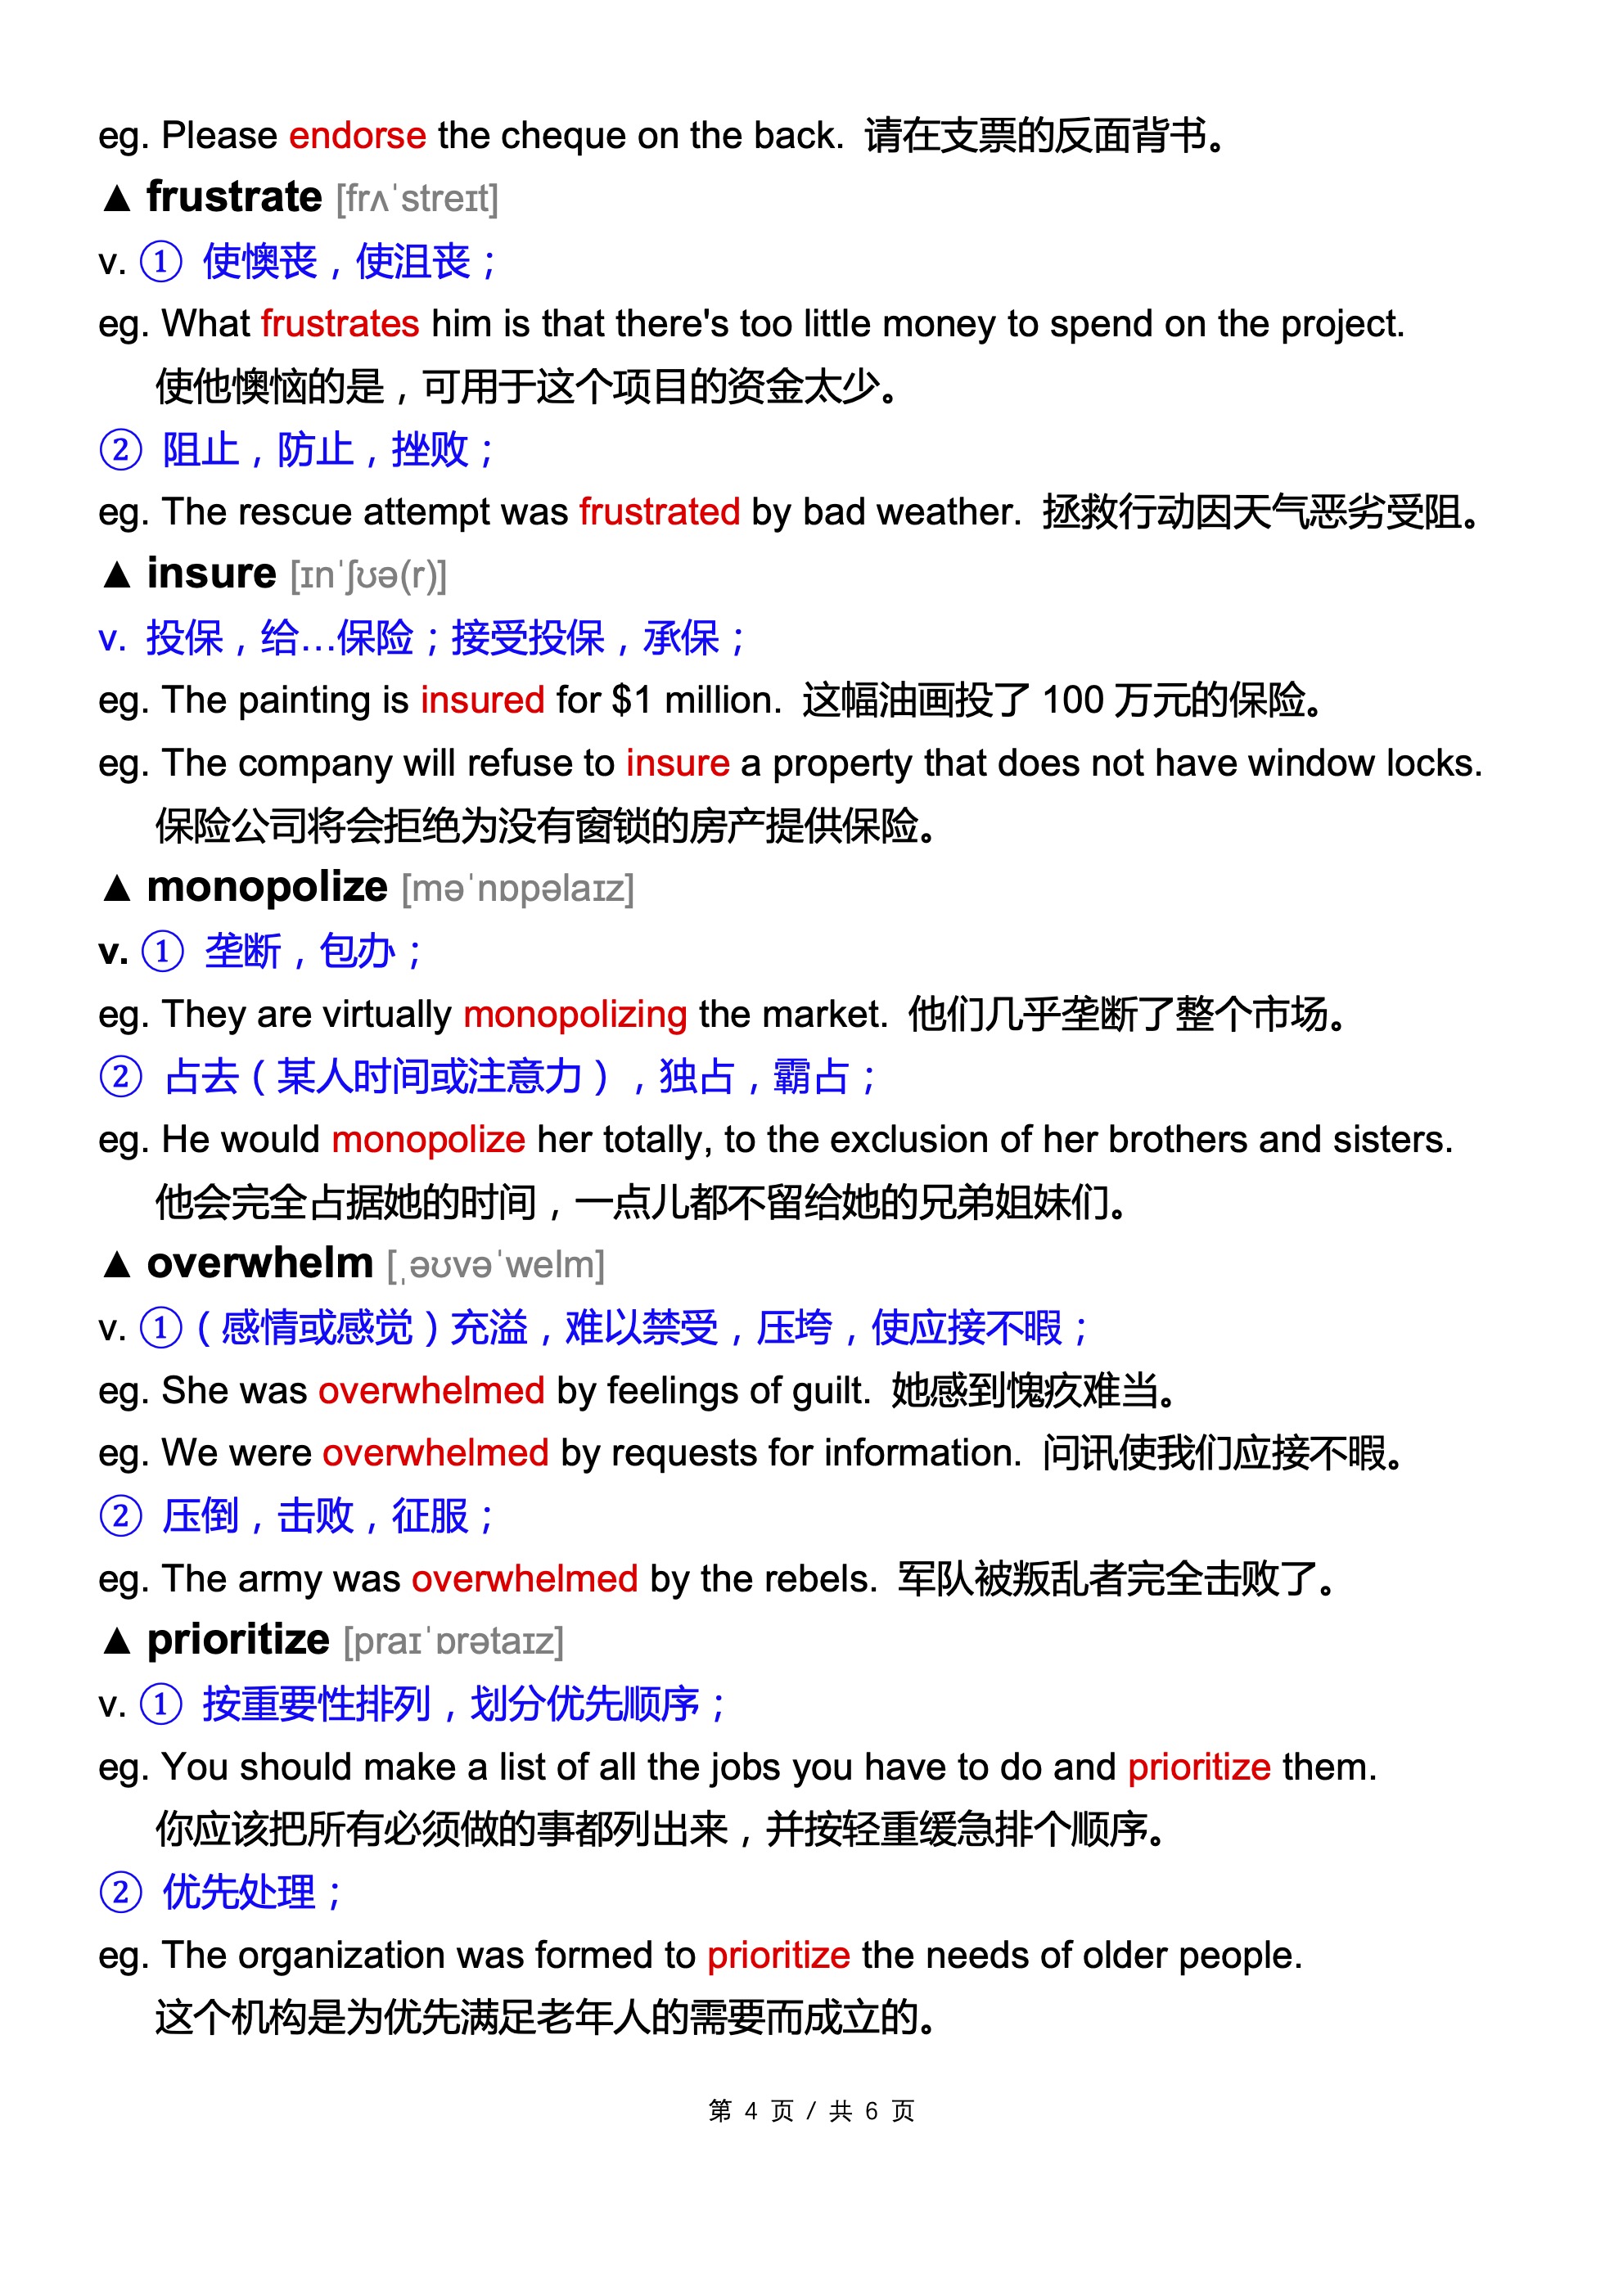 eg. Please endorse the cheque on the back. 请在支票的反面背书。
▲ frustrate [frʌˈstreɪt]
v. ① 使懊丧，使沮丧；
eg. What frustrates him is that there's too little money to spend on the project.
使他懊恼的是，可用于这个项目的资金太少。
② 阻止，防止，挫败；
eg. The rescue attempt was frustrated by bad weather. 拯救行动因天气恶劣受阻。
▲ insure [ɪnˈʃʊə(r)]
v. 投保，给…保险；接受投保，承保；
eg. The painting is insured for $1 million. 这幅油画投了 100 万元的保险。
eg. The company will refuse to insure a property that does not have window locks.
保险公司将会拒绝为没有窗锁的房产提供保险。
▲ monopolize [məˈnɒpəlaɪz]
v. ① 垄断，包办；
eg. They are virtually monopolizing the market. 他们几乎垄断了整个市场。
② 占去（某人时间或注意力），独占，霸占；
eg. He would monopolize her totally, to the exclusion of her brothers and sisters.
他会完全占据她的时间，一点儿都不留给她的兄弟姐妹们。
▲ overwhelm [ˌəʊvəˈwelm]
v. ①（感情或感觉）充溢，难以禁受，压垮，使应接不暇；
eg. She was overwhelmed by feelings of guilt. 她感到愧疚难当。
eg. We were overwhelmed by requests for information. 问讯使我们应接不暇。
② 压倒，击败，征服；
eg. The army was overwhelmed by the rebels. 军队被叛乱者完全击败了。
▲ prioritize [praɪˈɒrətaɪz]
v. ① 按重要性排列，划分优先顺序；
eg. You should make a list of all the jobs you have to do and prioritize them.
你应该把所有必须做的事都列出来，并按轻重缓急排个顺序。
② 优先处理；
eg. The organization was formed to prioritize the needs of older people.
这个机构是为优先满足老年人的需要而成立的。
第 4 页 / 共 6 页